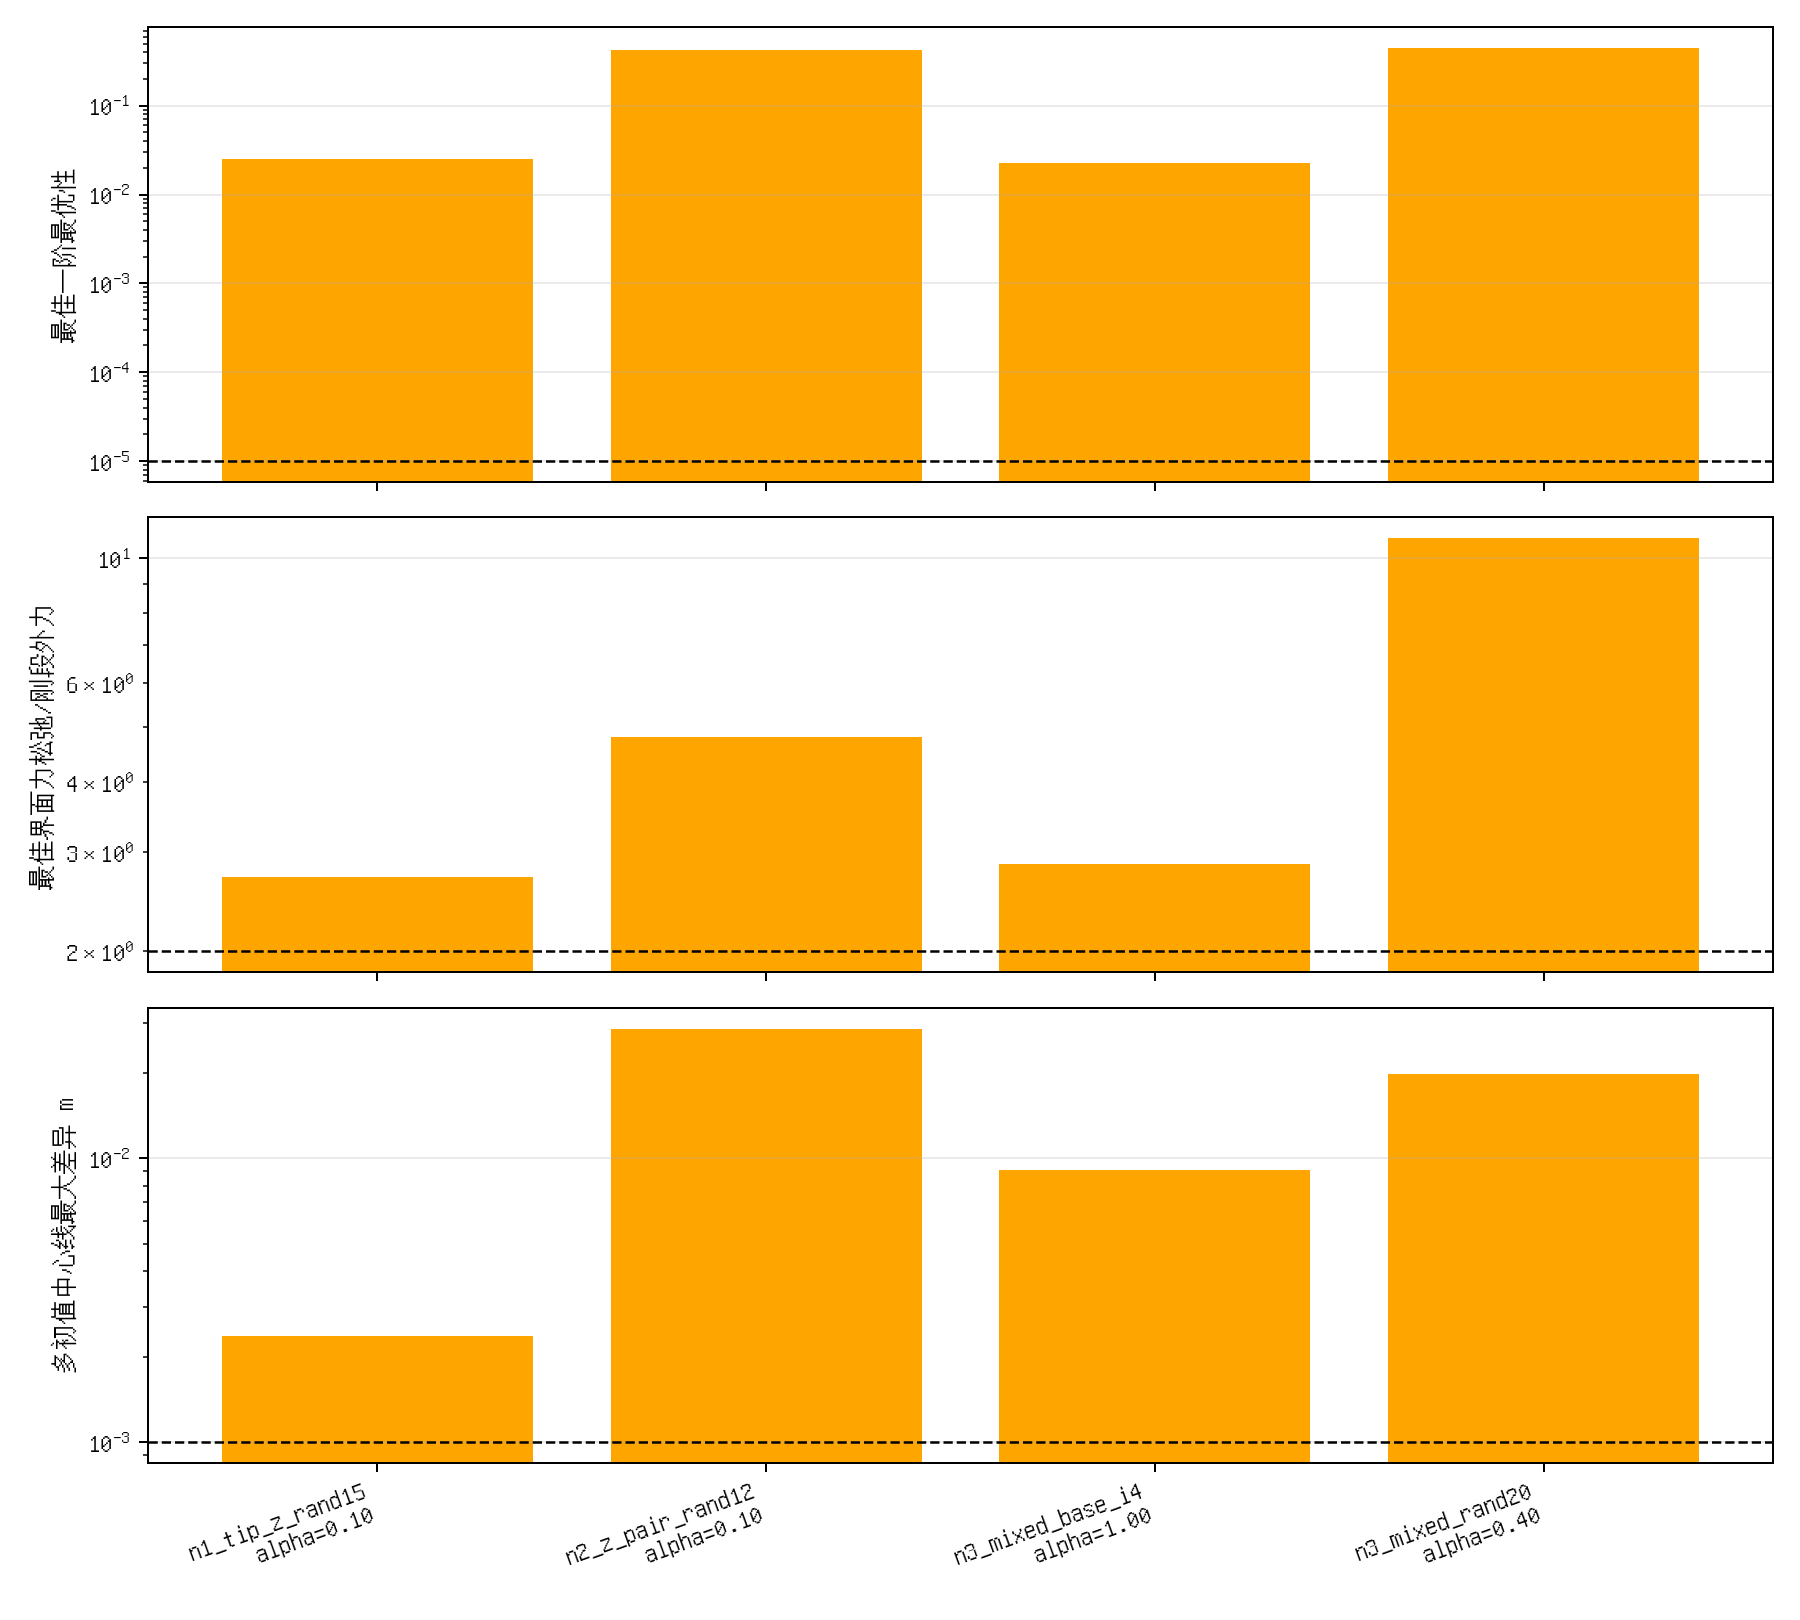 最佳一阶最优性
10⁻¹
10⁻²
10⁻³
10⁻⁴
10⁻⁵
最佳界面力松弛/刚段外力
10¹
6 × 10⁰
4 × 10⁰
3 × 10⁰
2 × 10⁰
多初值中心线最大差异 m
10⁻²
10⁻³
n1_tip_z_rand15
alpha=0.10
n2_z_pair_rand12
alpha=0.10
n3_mixed_base_i4
alpha=1.00
n3_mixed_rand20
alpha=0.40